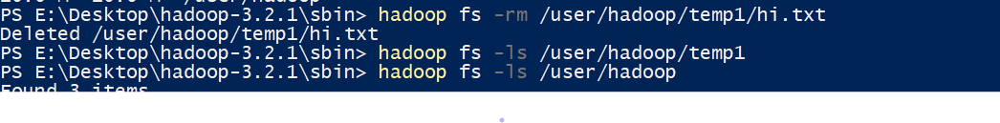 PS E:\Desktop\hadoop-3.2.1\sbin> hadoop fs -rm /user/hadoop/temp1/hi.txt
Deleted /user/hadoop/temp1/hi.txt
PS E:\Desktop\hadoop-3.2.1\sbin> hadoop fs -ls /user/hadoop/temp1
PS E:\Desktop\hadoop-3.2.1\sbin> hadoop fs -ls /user/hadoop
Found 3 items